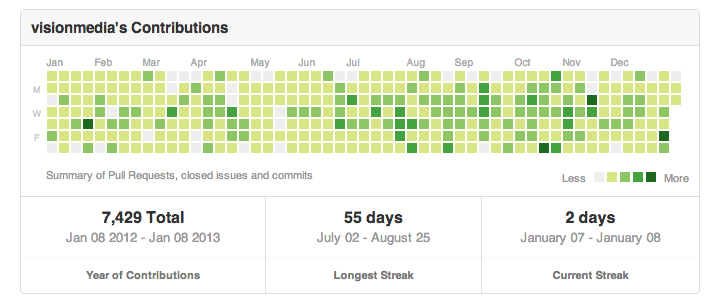 visionmedia's Contributions
Jan Feb Mar Apr May Jun Jul Aug Sep Oct Nov Dec
M
W
F
Summary of Pull Requests, closed issues and commits
Less More
7,429 Total 55 days 2 days
Jan 08 2012 - Jan 08 2013 July 02 - August 25 January 07 - January 08
Year of Contributions Longest Streak Current Streak